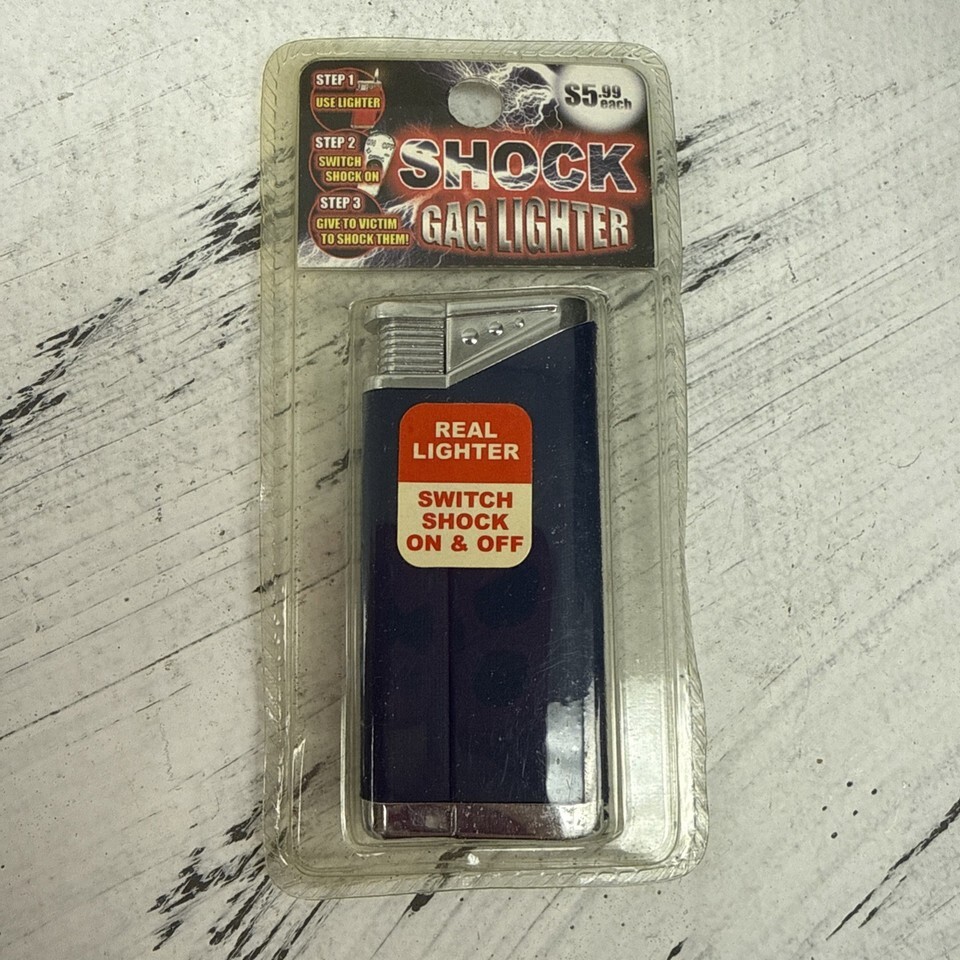 STEP 1
USE LIGHTER
STEP 2
SWITCH
SHOCK ON
STEP 3
GIVE TO VICTIM
TO SHOCK THEM!
$5.99
each
SHOCK
GAG LIGHTER
REAL
LIGHTER
SWITCH
SHOCK
ON & OFF